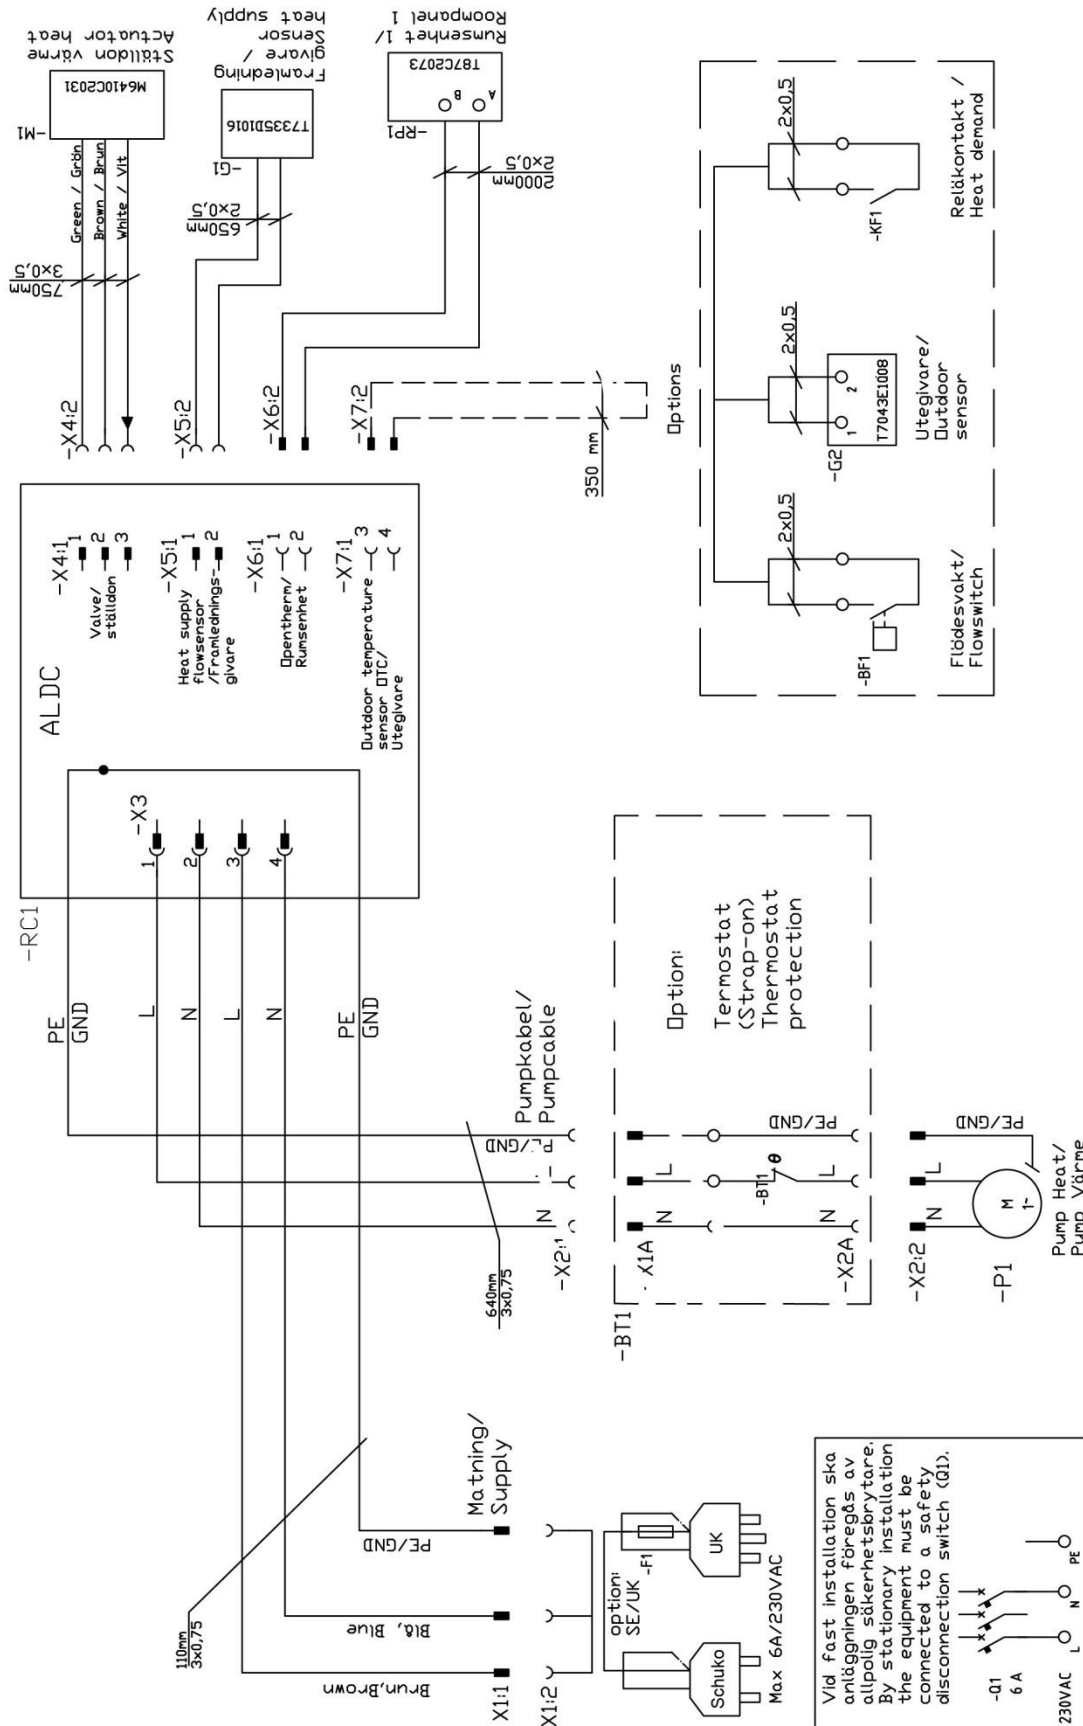 Ställdon värme
Actuator heat
M6410C2031
-M1
Green / Grön
Brown / Brun
White / Vit
750mm
3x0,5
-X4:2
Framledning
givare /
Sensor
heat supply
T7335D1016
-G1
650mm
2x0,5
-X5:2
Rumsenhet 1/
Roompanel 1
T87C2073
A
B
-RP1
2000mm
2x0,5
-X6:2
-X7:2
350 mm
-RC1
ALDC
-X4:1
1
2
3
Valve/
ställdon
-X5:1
1
2
Heat supply
flowsensor
/Framlednings-
givare
-X6:1
1
2
Opentherm/
Rumsenhet
-X7:1
3
4
Outdoor temperature
sensor OTC/
Utegivare
-X3
1
2
3
4
PE
GND
L
N
L
N
PE
GND
Options
2x0,5
-BF1
Flödesvakt/
Flowswitch
2x0,5
-G2
1
2
T7043E1008
Utegivare/
Outdoor
sensor
2x0,5
-KF1
Reläkontakt /
Heat demand
Pumpkabel/
Pumpcable
640mm
3x0,75
PE/GND
N
-X2:1
-BT1
X1A
Option:
Termostat
(Strap-on)
Thermostat
protection
L
N
-BT1
θ
PE/GND
L
N
-X2A
-X2:2
PE/GND
L
N
M
1~
-P1
Pump Heat/
Pump Värme
110mm
3x0,75
Matning/
Supply
PE/GND
Blå, Blue
Brun,Brown
X1:1
X1:2
option:
SE/UK
-F1
Schuko
UK
Max 6A/230VAC
Vid fast installation ska
anläggningen föregås av
allpolig säkerhetsbrytare.
By stationary installation
the equipment must be
connected to a safety
disconnection switch (Q1).
-Q1
6 A
230VAC
L
N
PE